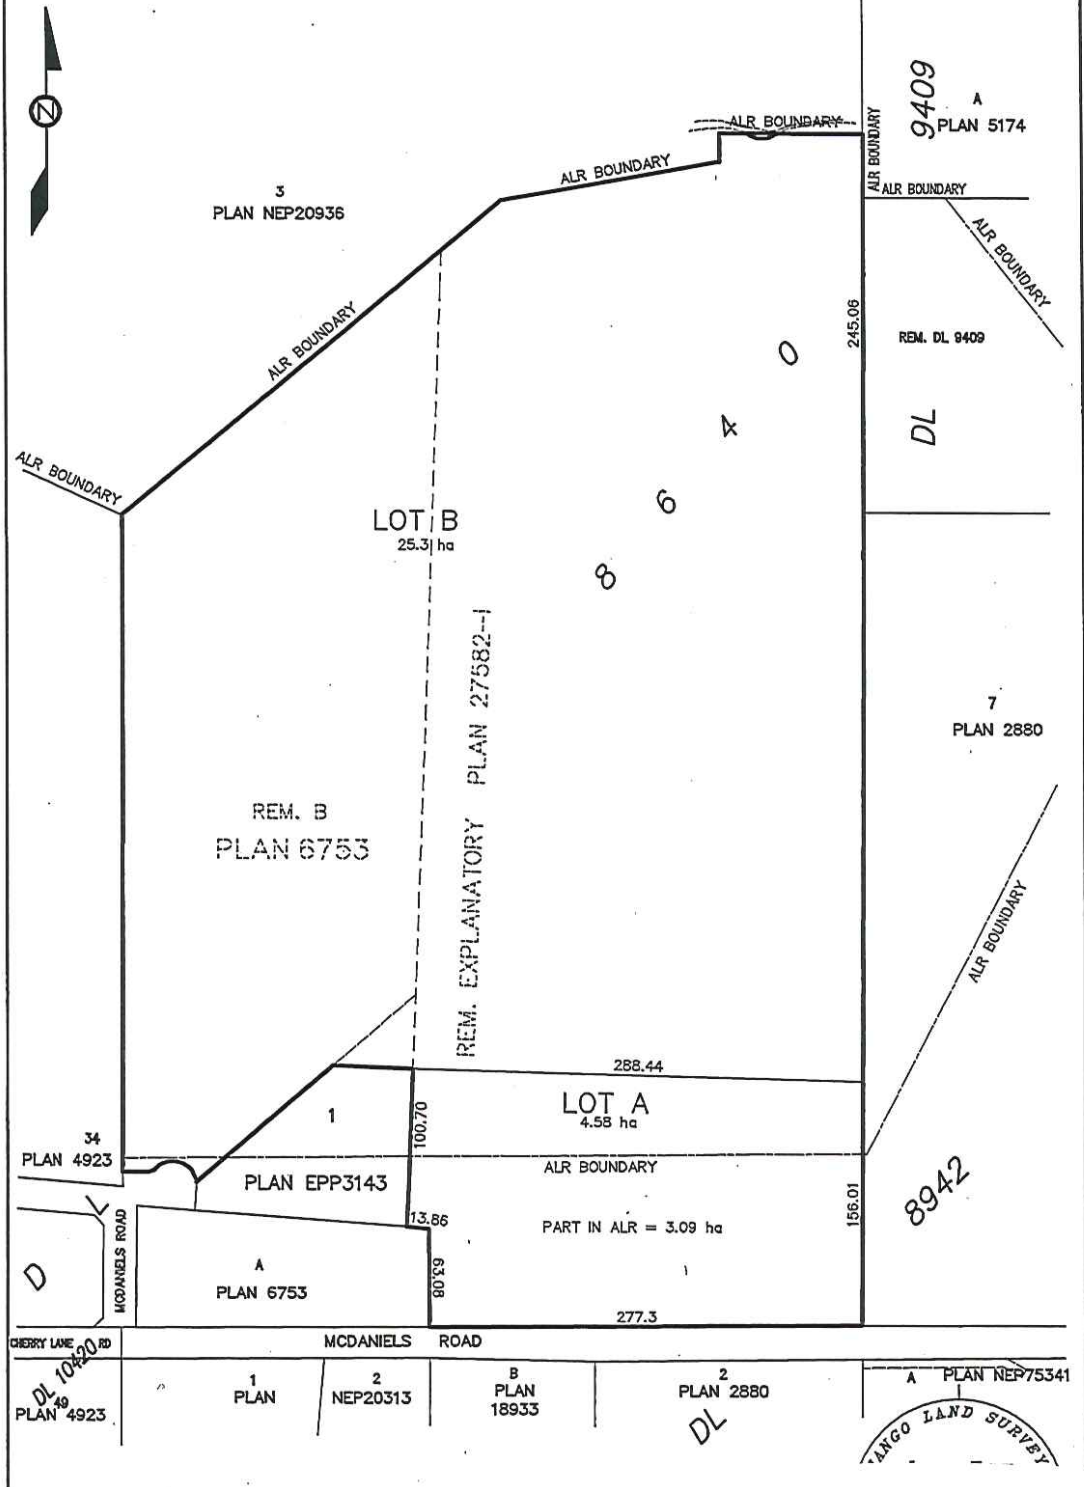 N
9409
A
PLAN 5174
ALR BOUNDARY
ALR BOUNDARY
ALR BOUNDARY
ALR BOUNDARY
3
PLAN NEP20936
ALR BOUNDARY
ALR BOUNDARY
245.06
REM. DL 9409
DL
0
4
6
8
ALR BOUNDARY
LOT B
25.3 ha
REM. EXPLANATORY PLAN 27582--I
7
PLAN 2880
REM. B
PLAN 6753
ALR BOUNDARY
288.44
LOT A
4.58 ha
1
100.70
34
PLAN 4923
ALR BOUNDARY
PLAN EPP3143
8942
156.01
13.86
PART IN ALR = 3.09 ha
L
D
MCDANIELS ROAD
A
PLAN 6753
63.08
277.3
CHERRY LANE RD
MCDANIELS ROAD
DL 10420
49
PLAN 4923
1
PLAN
2
NEP20313
B
PLAN
18933
2
PLAN 2880
DL
A PLAN NEP75341
ANGO LAND SURVEY